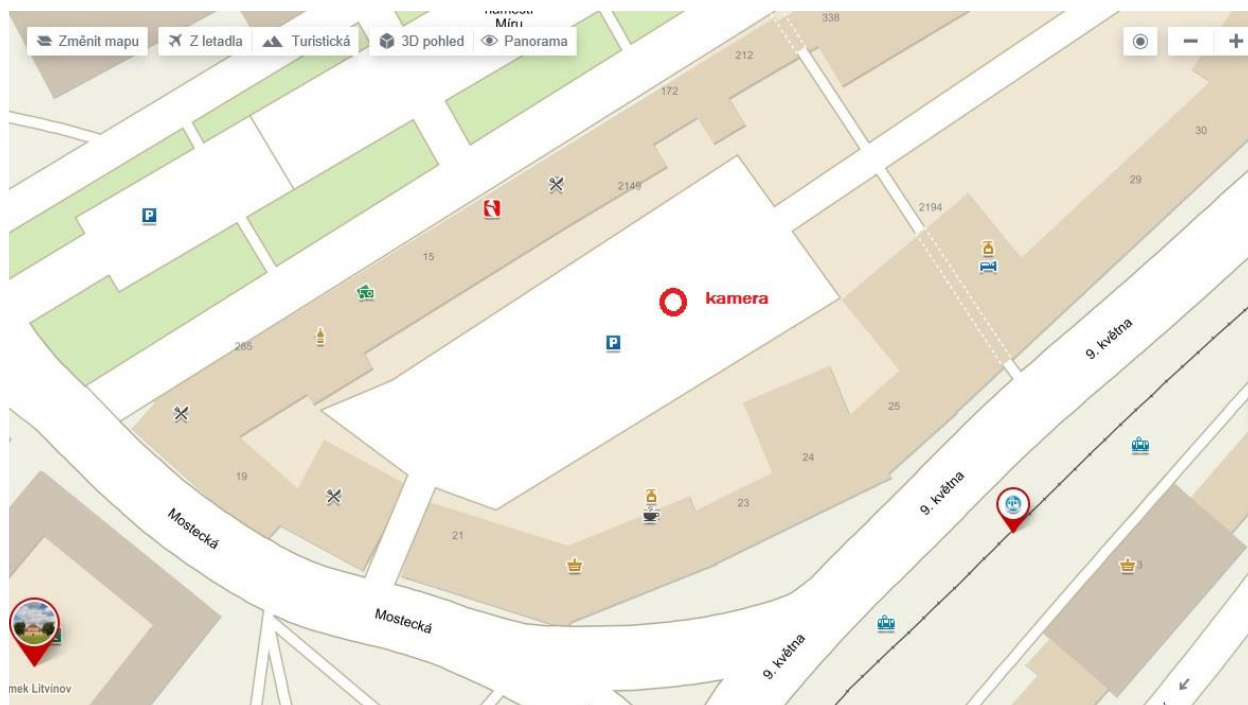 náměstí
Míru
Změnit mapu
Z letadla
Turistická
3D pohled
Panorama
338
212
172
30
P
2149
29
2194
15
kamera
265
P
9. května
25
19
24
9. května
23
Mostecká
21
3
Mostecká
9. května
mek Litvínov